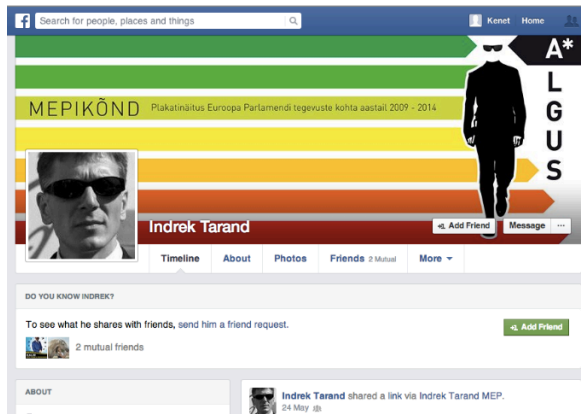 f
Search for people, places and things
Kenet Home
A*
L
G
U
S
MEPIKÕND Plakatinäitus Euroopa Parlamendi tegevuste kohta aastail 2009 - 2014
Indrek Tarand
Add Friend Message ...
Timeline About Photos Friends 2 Mutual More
DO YOU KNOW INDREK?
To see what he shares with friends, send him a friend request.
Add Friend
2 mutual friends
ABOUT
Indrek Tarand shared a link via Indrek Tarand MEP.
24 May